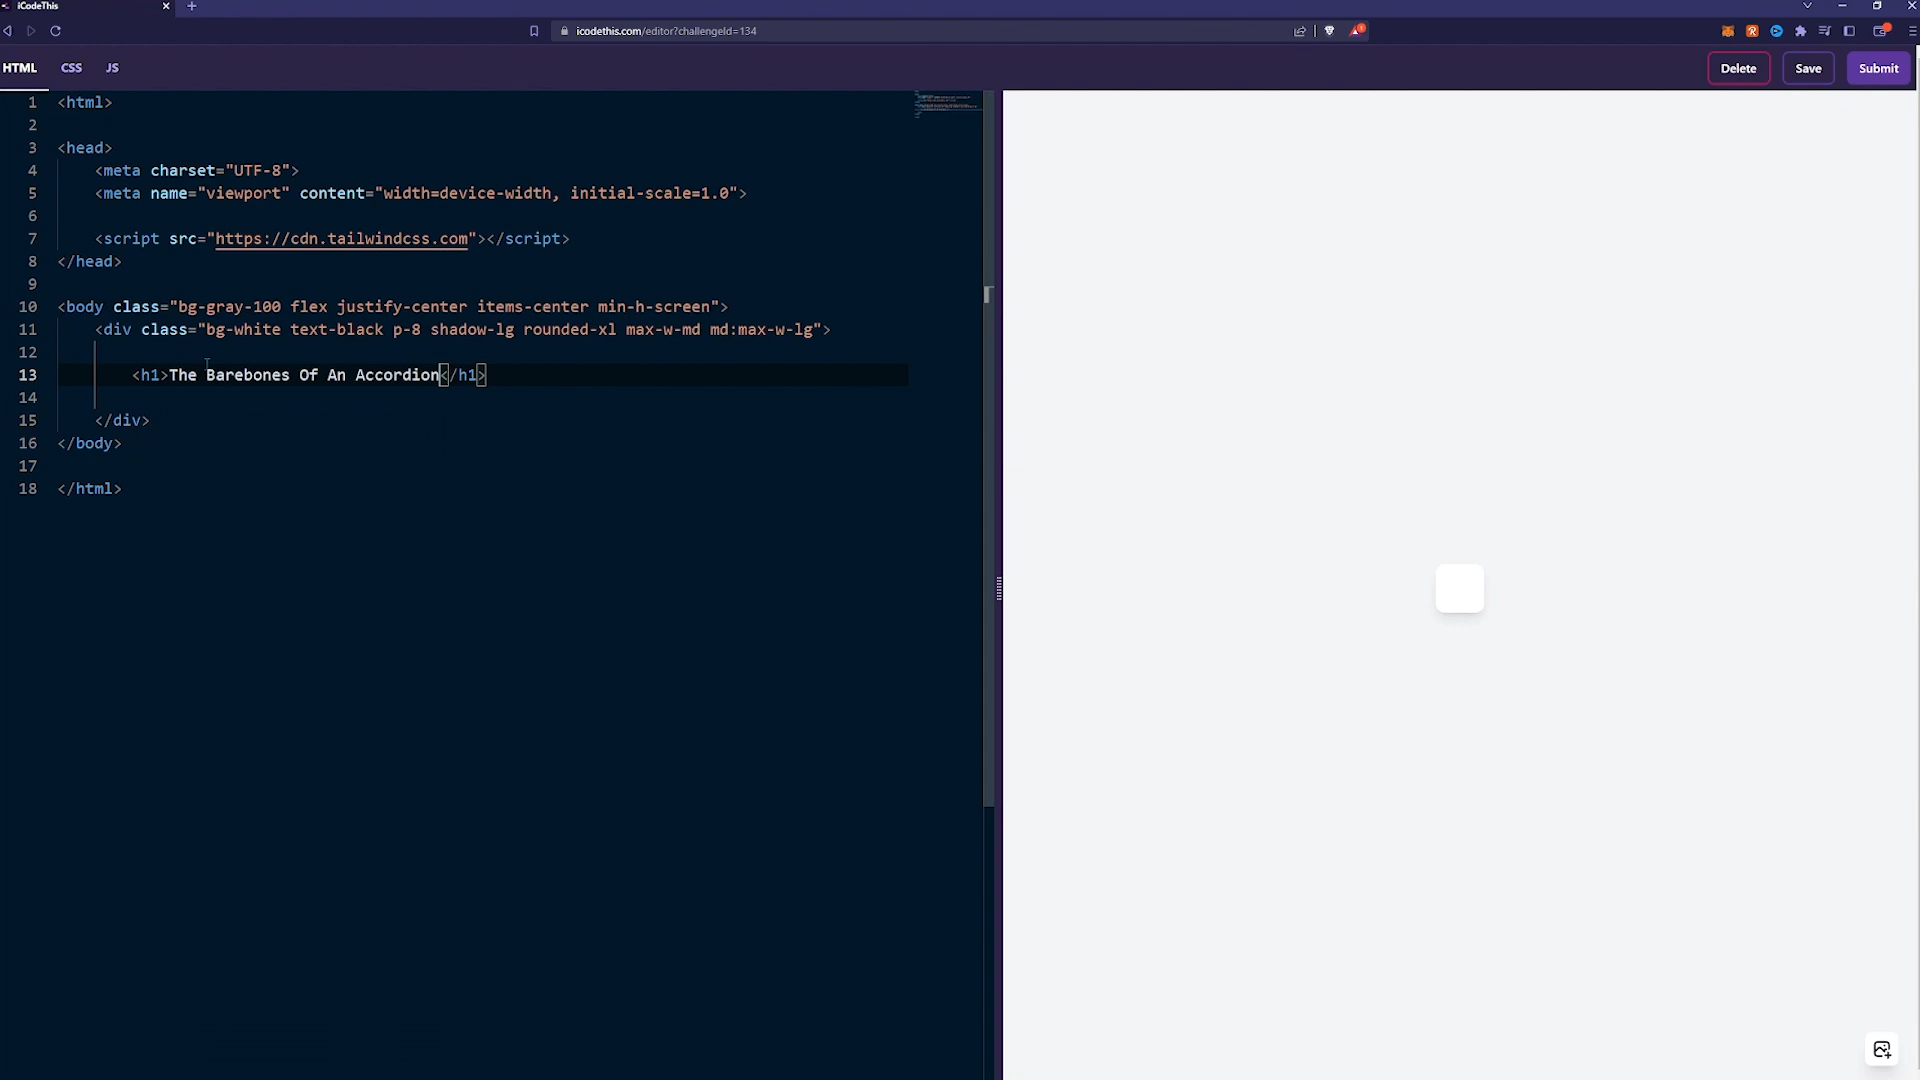 iCodeThis
icodethis.com/editor?challengeId=134
HTML CSS JS
Delete Save Submit
1 <html>
2
3 <head>
4 <meta charset="UTF-8">
5 <meta name="viewport" content="width=device-width, initial-scale=1.0">
6
7 <script src="https://cdn.tailwindcss.com"></script>
8 </head>
9
10 <body class="bg-gray-100 flex justify-center items-center min-h-screen">
11 <div class="bg-white text-black p-8 shadow-lg rounded-xl max-w-md md:max-w-lg">
12
13 <h1>The Barebones Of An Accordion</h1>
14
15 </div>
16 </body>
17
18 </html>